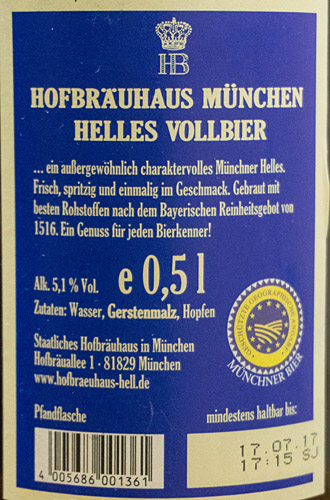 HB
HOFBRÄUHAUS MÜNCHEN
HELLES VOLLBIER
... ein außergewöhnlich charaktervolles Münchner Helles.
Frisch, spritzig und einmalig im Geschmack. Gebraut mit
besten Rohstoffen nach dem Bayerischen Reinheitsgebot von
1516. Ein Genuss für jeden Bierkenner!
Alk. 5,1 % Vol. e 0,5 l
Zutaten: Wasser, Gerstenmalz, Hopfen
GESCHÜTZTE GEOGRAPHISCHE
MÜNCHNER BIER
Staatliches Hofbräuhaus in München
Hofbräuallee 1 - 81829 München
www.hofbraeuhaus-hell.de
Pfandflasche
mindestens haltbar bis:
17.07.17
17:15 SJ
4 005686 001361